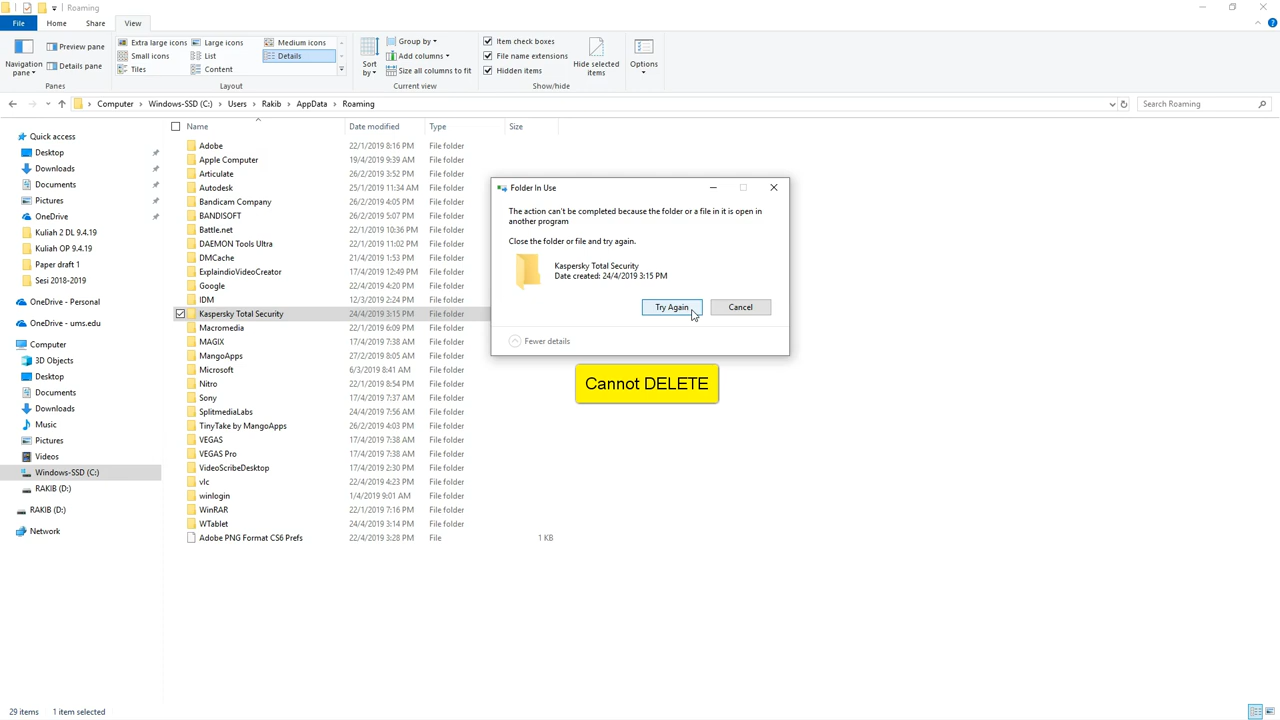 Roaming
File Home Share View
Navigation pane
Preview pane
Details pane
Panes
Extra large icons Large icons Medium icons
Small icons List Details
Tiles Content
Layout
Sort by
Group by
Add columns
Size all columns to fit
Current view
Item check boxes
File name extensions
Hidden items
Hide selected items
Show/hide
Options
Computer Windows-SSD (C:) Users Rakib AppData Roaming
Search Roaming
Quick access
Desktop
Downloads
Documents
Pictures
OneDrive
Kuliah 2 DL 9.4.19
Kuliah OP 9.4.19
Paper draft 1
Sesi 2018-2019
OneDrive - Personal
OneDrive - ums.edu
Computer
3D Objects
Desktop
Documents
Downloads
Music
Pictures
Videos
Windows-SSD (C:)
RAKIB (D:)
RAKIB (D:)
Network
Name Date modified Type Size
Adobe 22/1/2019 8:16 PM File folder
Apple Computer 19/4/2019 9:39 AM File folder
Articulate 26/2/2019 3:52 PM File folder
Autodesk 25/1/2019 11:34 AM File folder
Bandicam Company 26/2/2019 4:05 PM File folder
BANDISOFT 26/2/2019 5:07 PM File folder
Battle.net 22/1/2019 10:36 PM File folder
DAEMON Tools Ultra 22/1/2019 11:02 PM File folder
DMCache 21/4/2019 1:53 PM File folder
ExplaindioVideoCreator 17/4/2019 12:49 PM File folder
Google 22/4/2019 4:20 PM File folder
IDM 12/3/2019 2:24 PM File folder
Kaspersky Total Security 24/4/2019 3:15 PM File folder
Macromedia 22/1/2019 6:09 PM File folder
MAGIX 17/4/2019 7:38 AM File folder
MangoApps 27/2/2019 8:05 AM File folder
Microsoft 6/3/2019 8:41 AM File folder
Nitro 22/1/2019 8:54 PM File folder
Sony 17/4/2019 7:37 AM File folder
SplitmediaLabs 24/4/2019 7:56 AM File folder
TinyTake by MangoApps 26/2/2019 4:03 PM File folder
VEGAS 17/4/2019 7:38 AM File folder
VEGAS Pro 17/4/2019 7:38 AM File folder
VideoScribeDesktop 17/4/2019 2:30 PM File folder
vlc 22/4/2019 4:23 PM File folder
winlogin 1/4/2019 9:01 AM File folder
WinRAR 22/1/2019 7:16 PM File folder
WTablet 24/4/2019 3:14 PM File folder
Adobe PNG Format CS6 Prefs 22/4/2019 3:28 PM File 1 KB
Folder In Use
The action can't be completed because the folder or a file in it is open in
another program
Close the folder or file and try again.
Kaspersky Total Security
Date created: 24/4/2019 3:15 PM
Try Again Cancel
Fewer details
Cannot DELETE
29 items 1 item selected